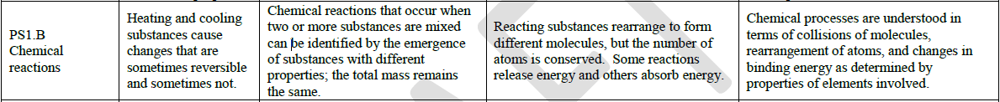 PS1.B
Chemical
reactions
Heating and cooling
substances cause
changes that are
sometimes reversible
and sometimes not.
Chemical reactions that occur when
two or more substances are mixed
can be identified by the emergence
of substances with different
properties; the total mass remains
the same.
Reacting substances rearrange to form
different molecules, but the number of
atoms is conserved.  Some reactions
release energy and others absorb energy.
Chemical processes are understood in
terms of collisions of molecules,
rearrangement of atoms, and changes in
binding energy as determined by
properties of elements involved.